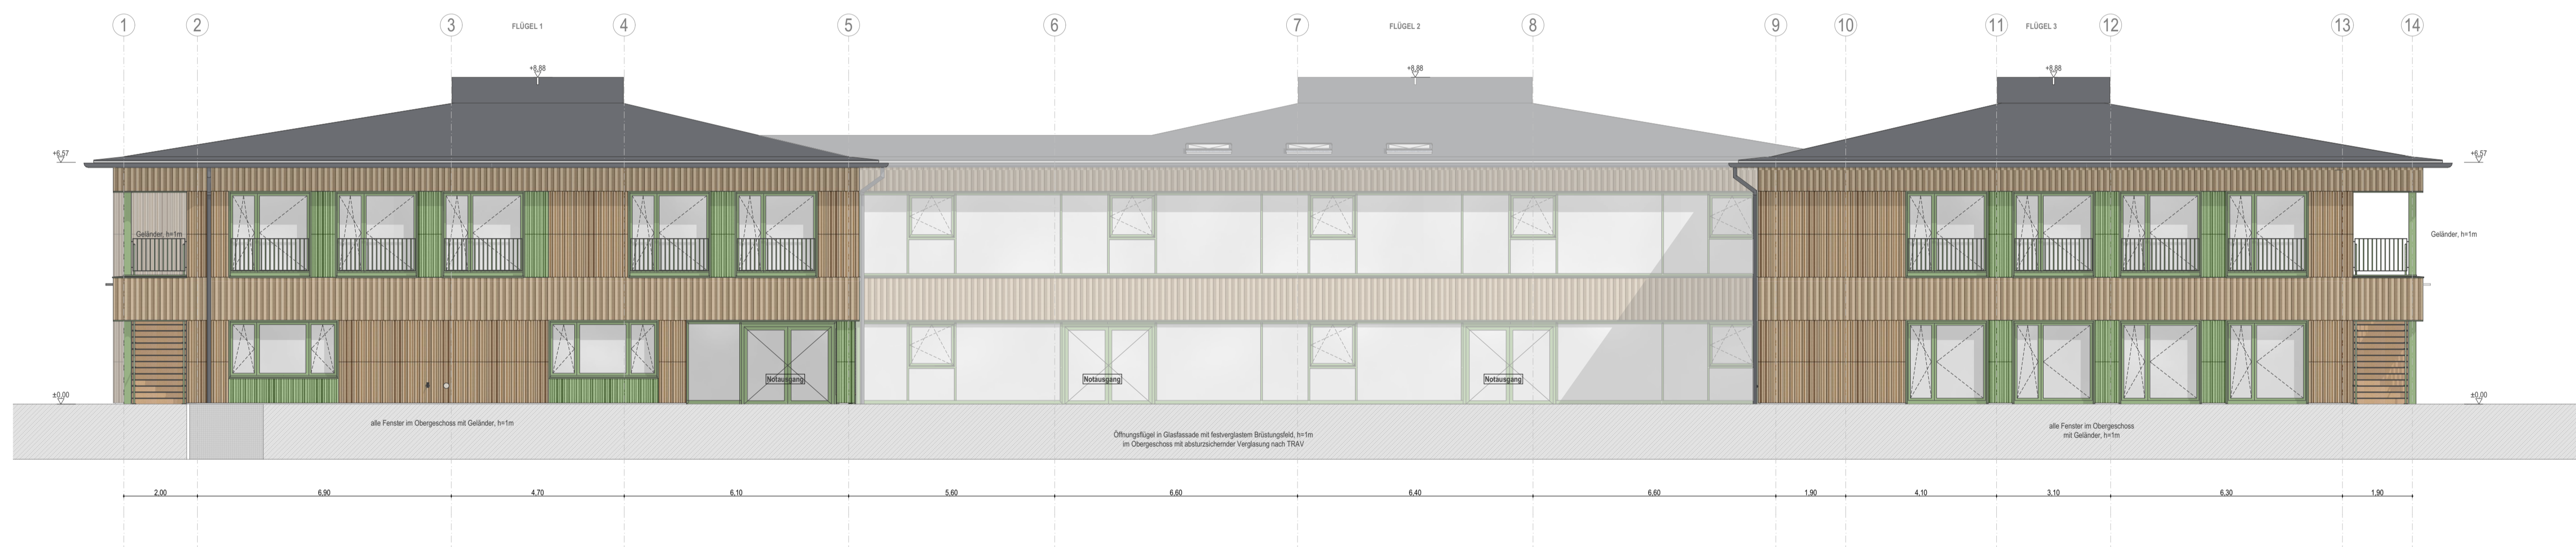 1 2 3 FLÜGEL 1 4 5 6 7 FLÜGEL 2 8 9 10 11 FLÜGEL 3 12 13 14
+8,88 +8,88 +8,88
+6,57 +6,57
Geländer, h=1m Geländer, h=1m
Notausgang Notausgang Notausgang
±0,00 ±0,00
alle Fenster im Obergeschoss mit Geländer, h=1m
Öffnungsflügel in Glasfassade mit festverglastem Brüstungsfeld, h=1m
im Obergeschoss mit absturzsichernder Verglasung nach TRAV
alle Fenster im Obergeschoss
mit Geländer, h=1m
2,00 6,90 4,70 6,10 5,60 6,60 6,40 6,60 1,90 4,10 3,10 6,30 1,90